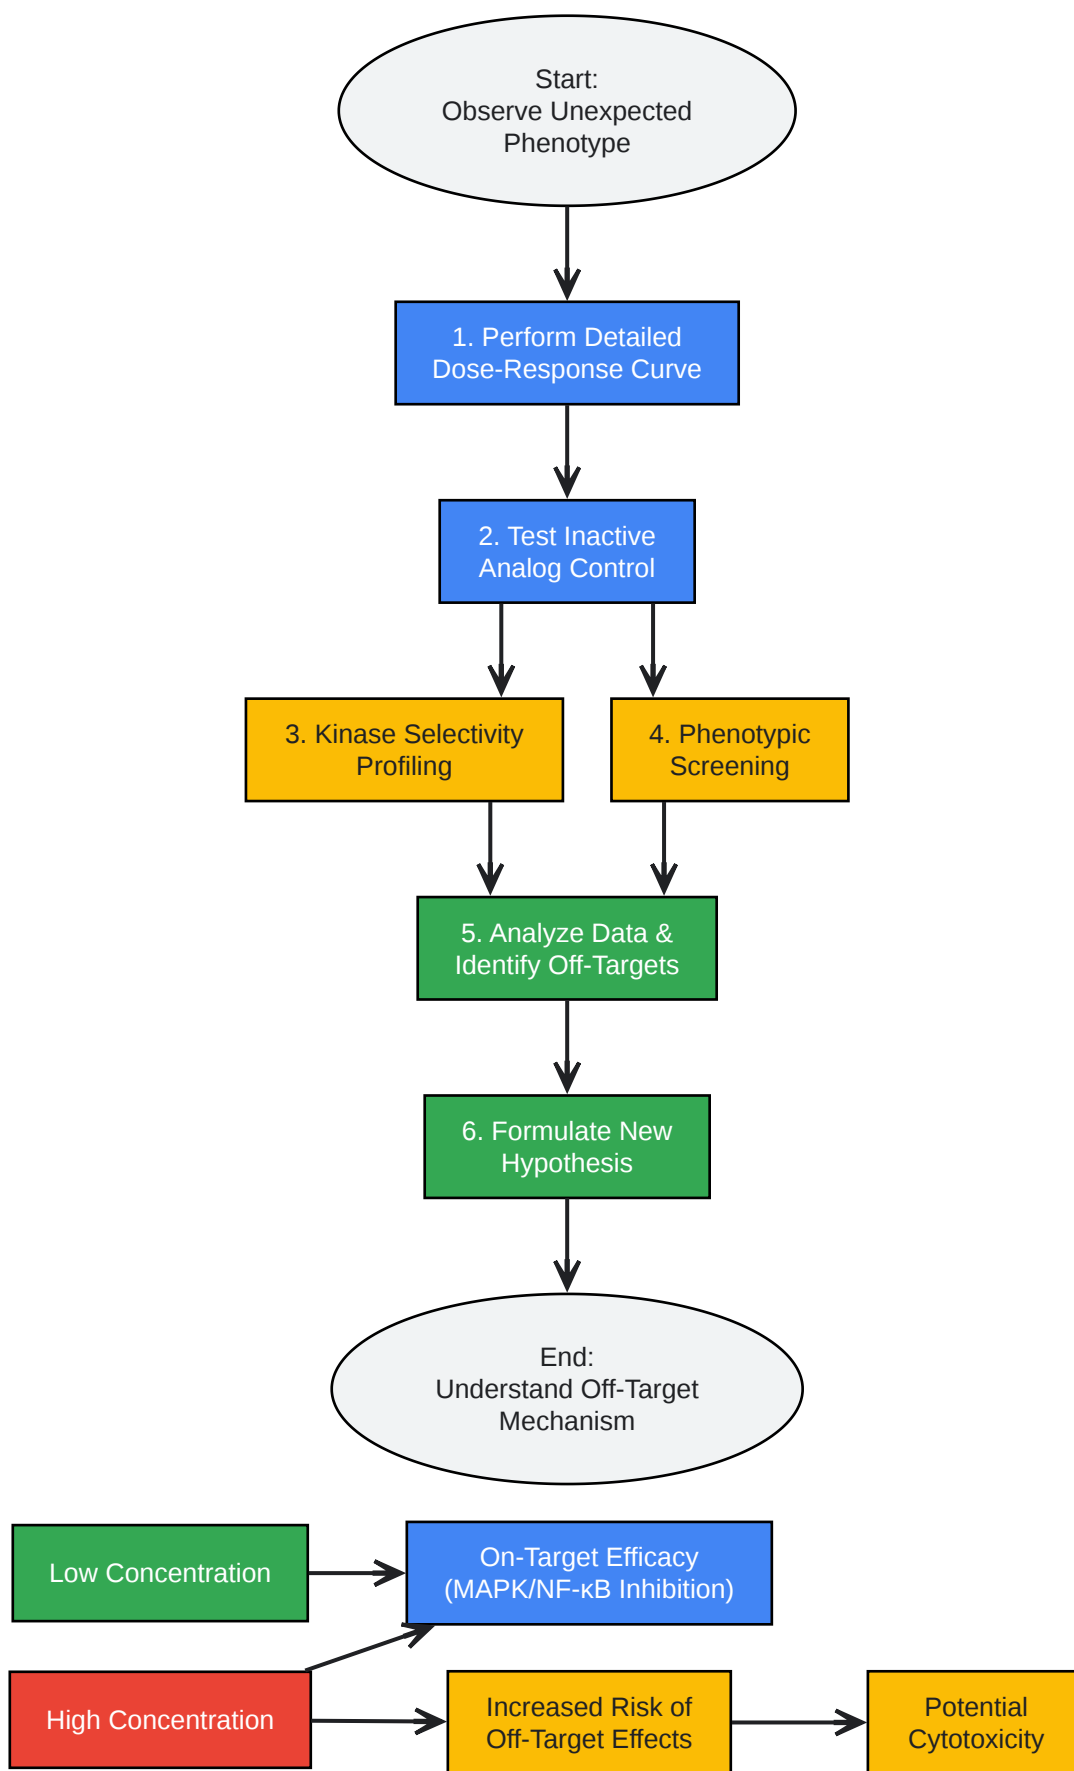 Start:
Observe Unexpected
Phenotype
1. Perform Detailed
Dose-Response Curve
2. Test Inactive
Analog Control
3. Kinase Selectivity
Profiling
4. Phenotypic
Screening
5. Analyze Data &
Identify Off-Targets
6. Formulate New
Hypothesis
End:
Understand Off-Target
Mechanism
Low Concentration
On-Target Efficacy
(MAPK/NF-κB Inhibition)
High Concentration
Increased Risk of
Off-Target Effects
Potential
Cytotoxicity